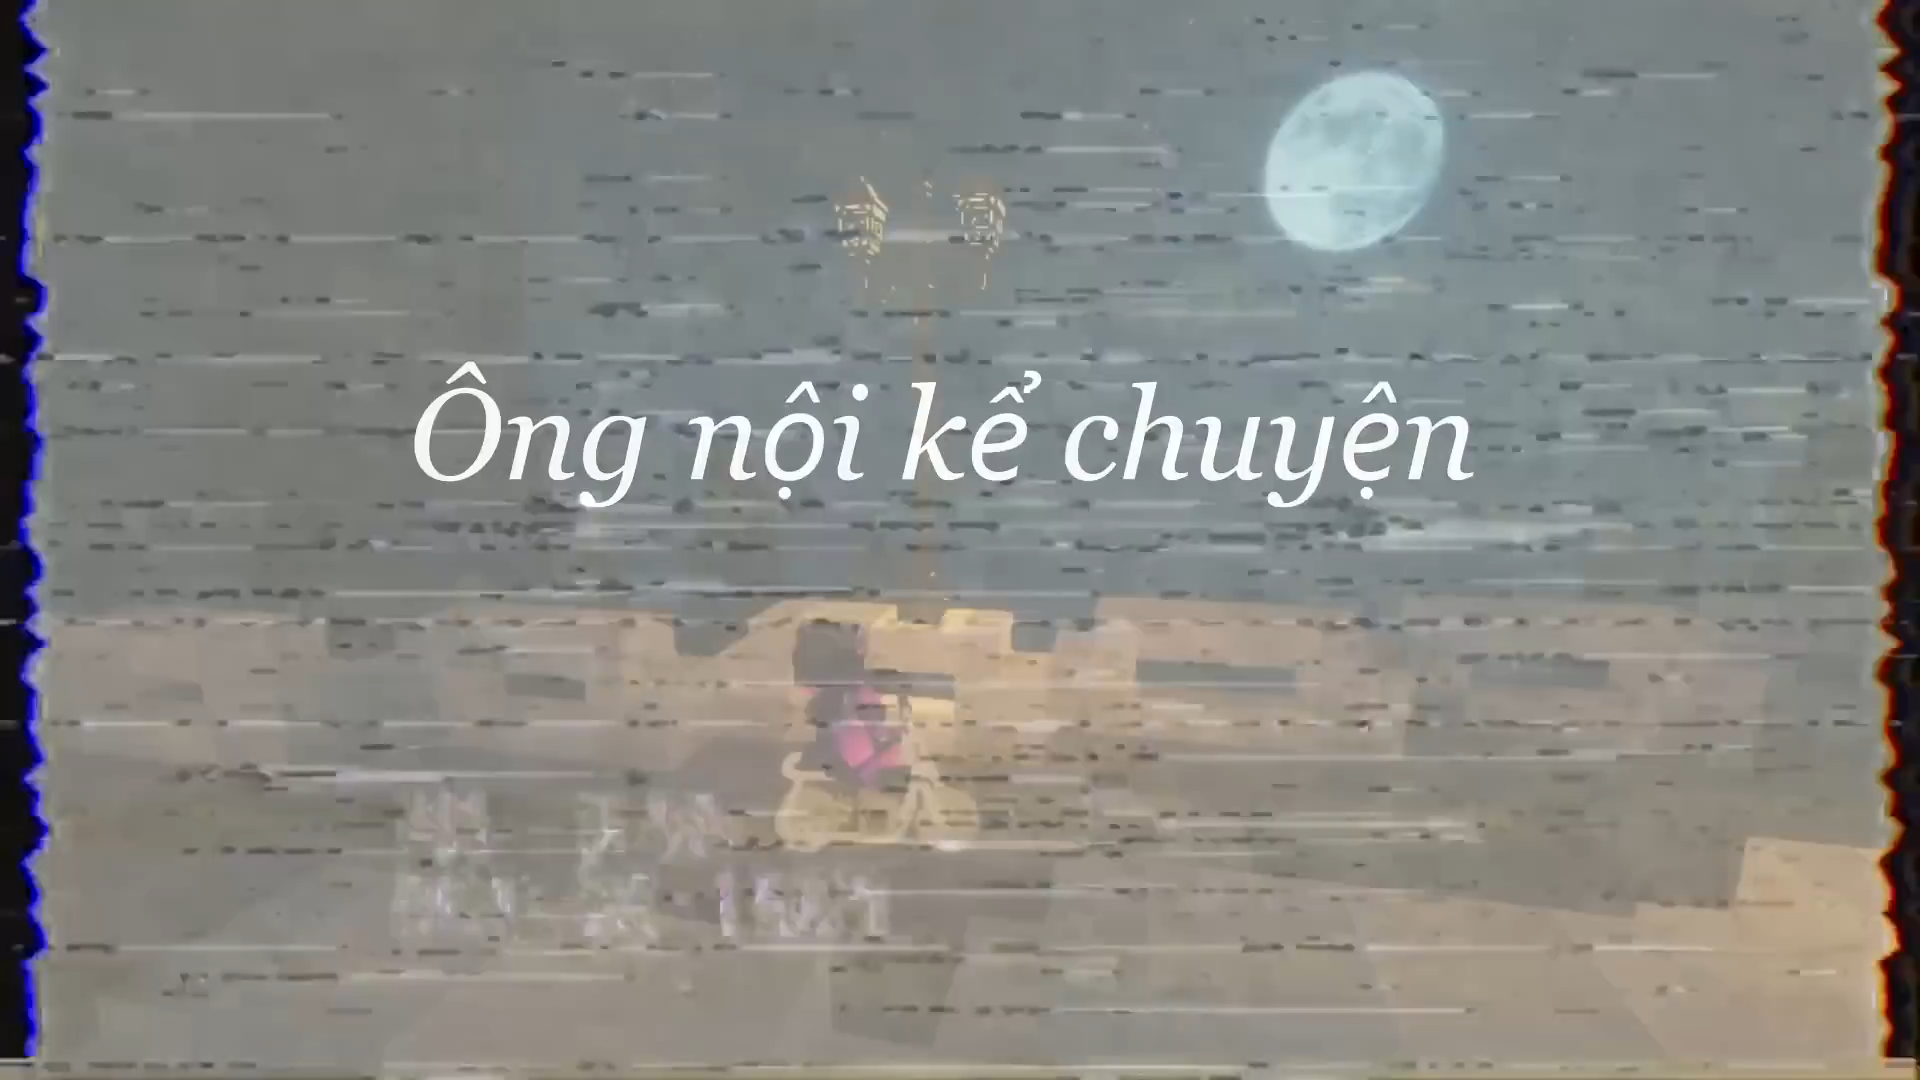 Ông nội kể chuyện